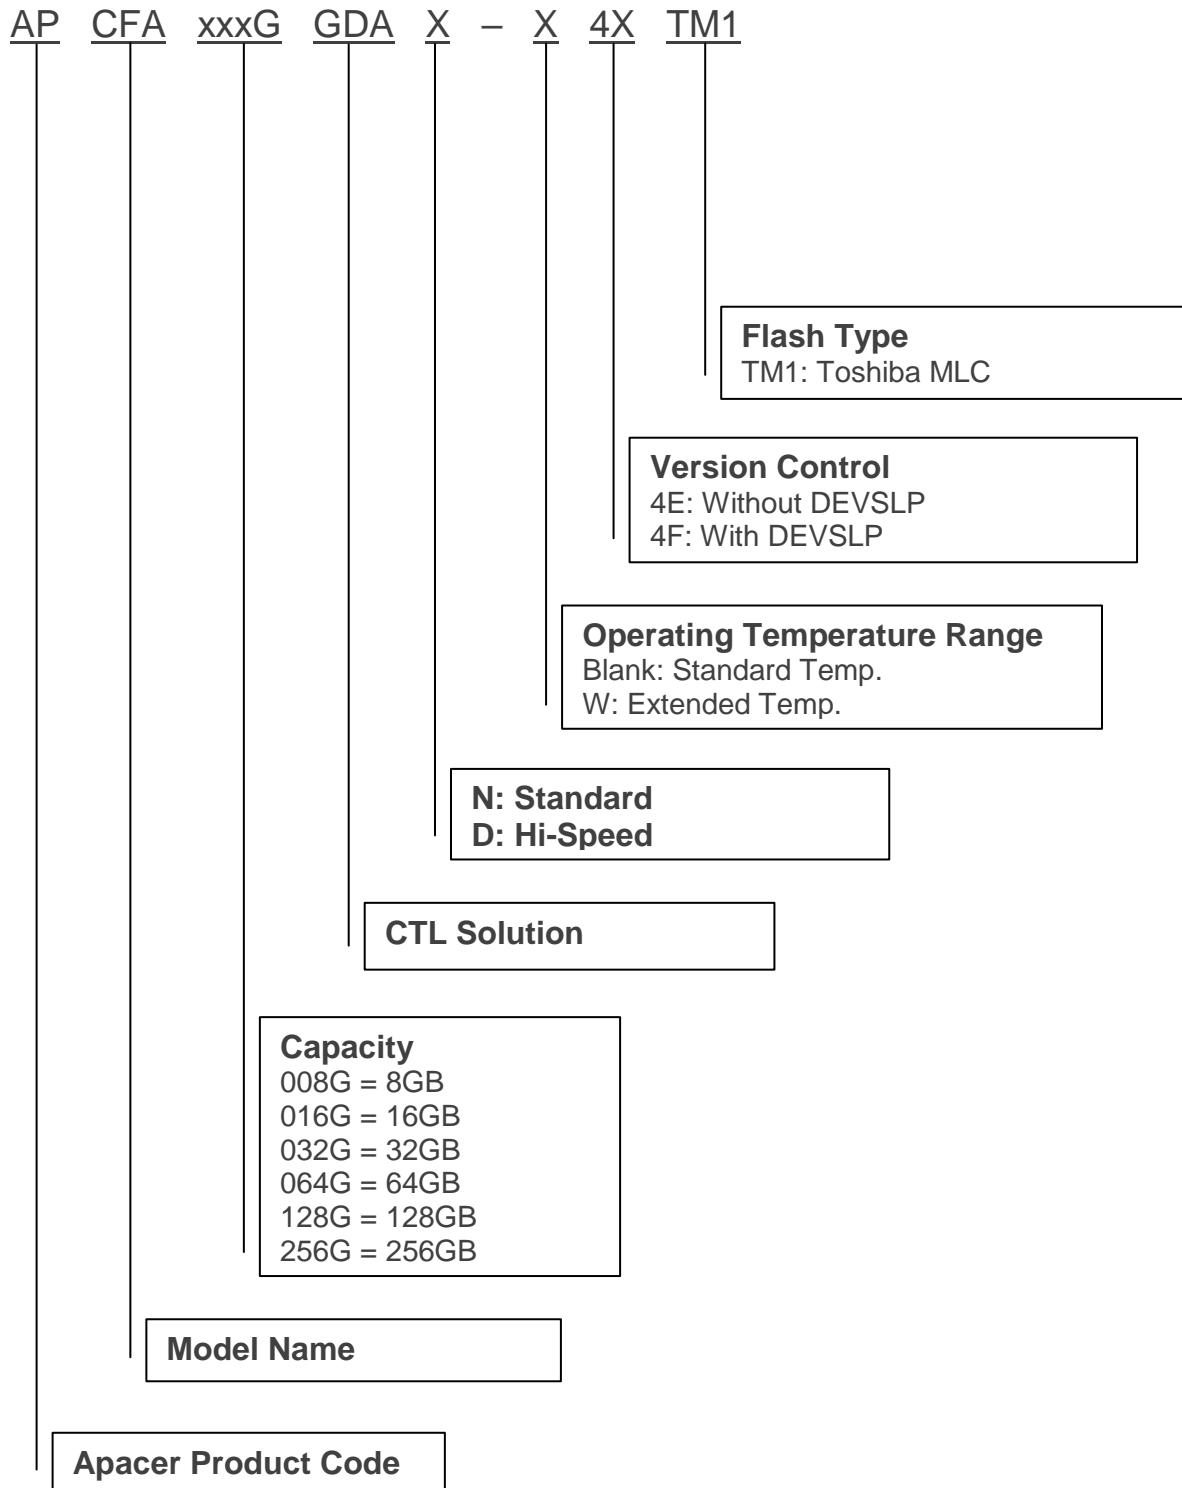 AP CFA xxxG GDA X – X 4X TM1
Flash Type
TM1: Toshiba MLC
Version Control
4E: Without DEVSLP
4F: With DEVSLP
Operating Temperature Range
Blank: Standard Temp.
W: Extended Temp.
N: Standard
D: Hi-Speed
CTL Solution
Capacity
008G = 8GB
016G = 16GB
032G = 32GB
064G = 64GB
128G = 128GB
256G = 256GB
Model Name
Apacer Product Code